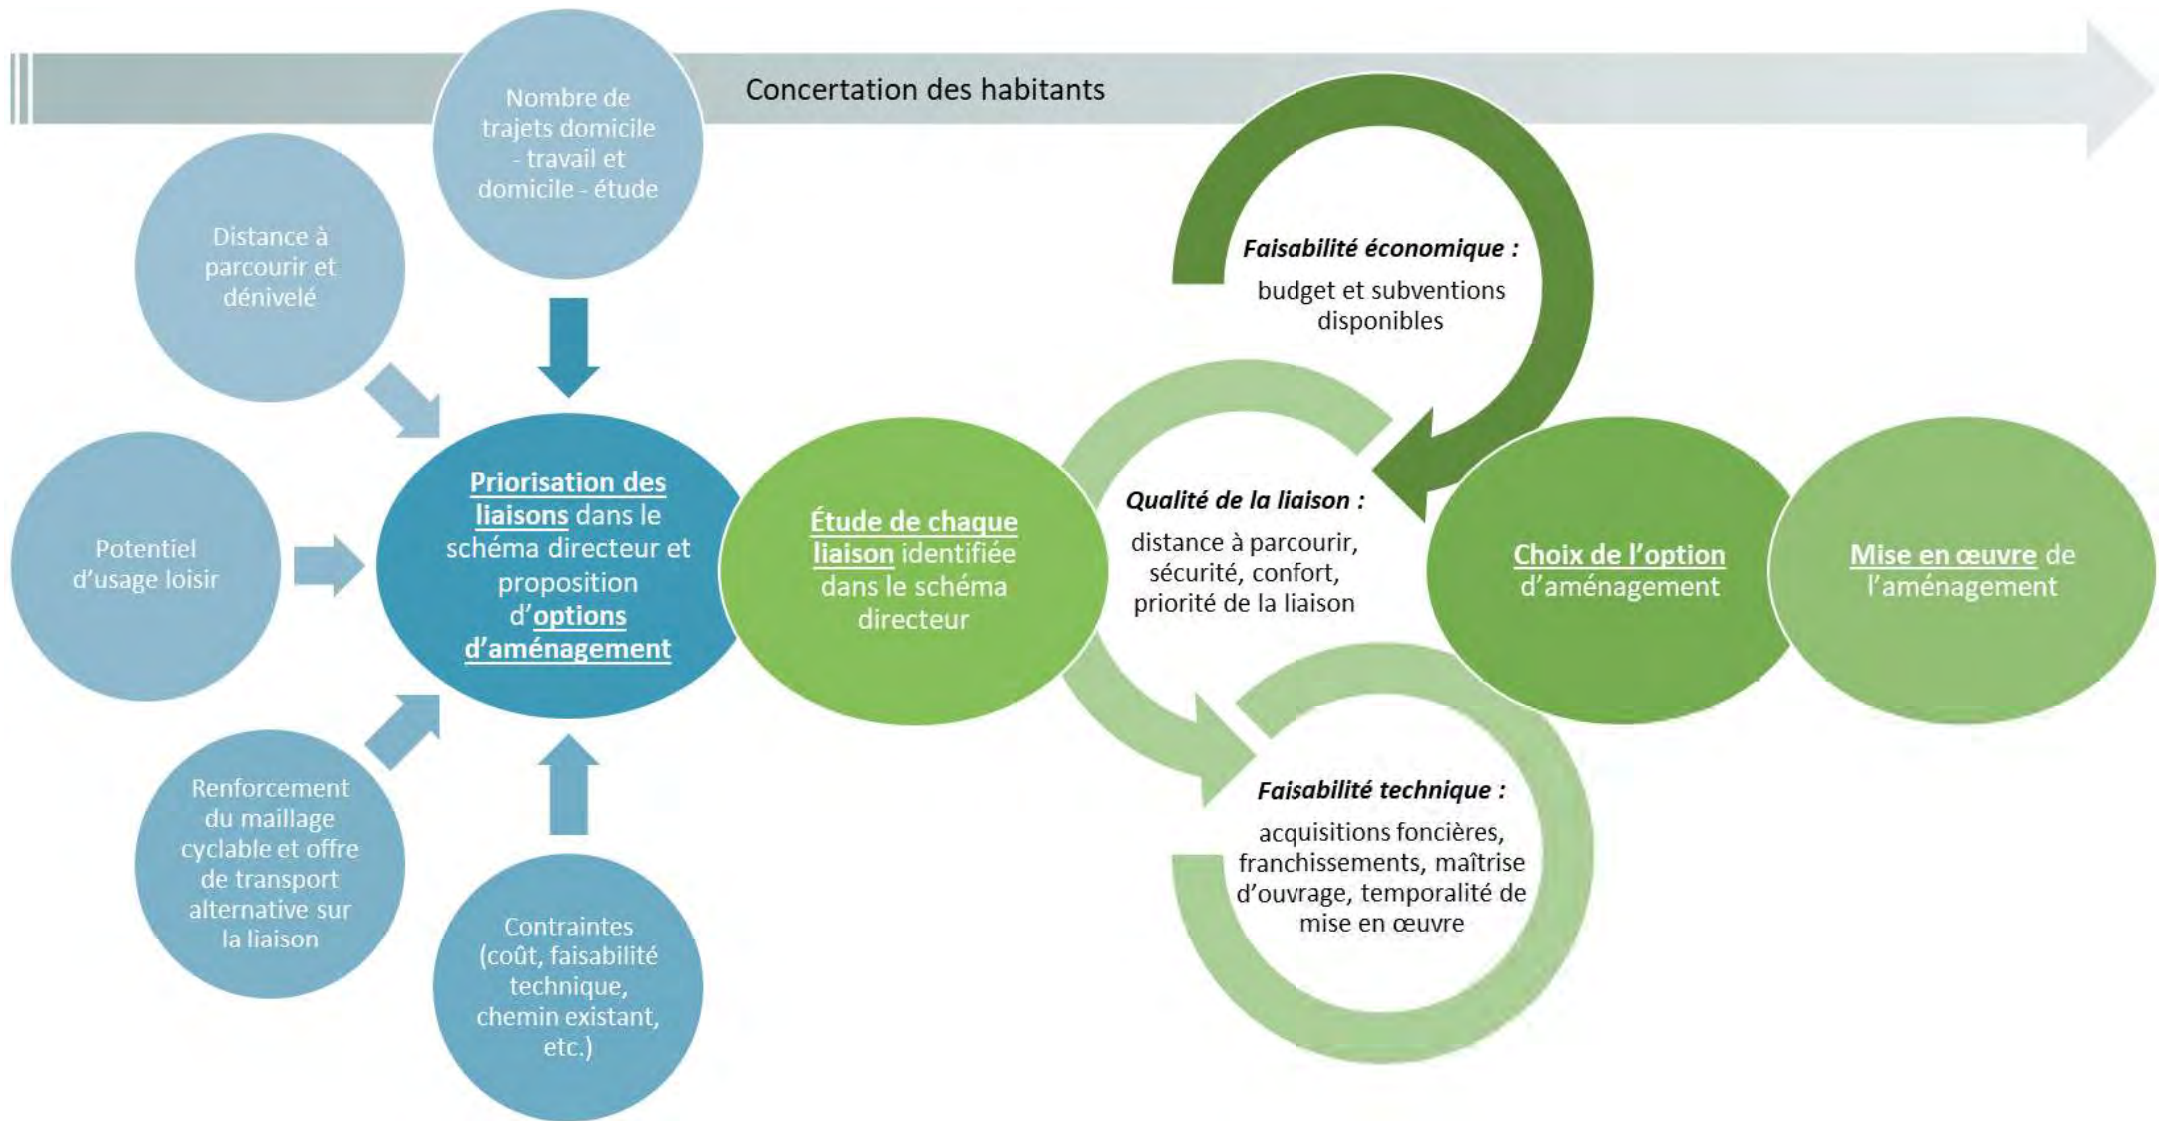 Concertation des habitants
Nombre de
trajets domicile
- travail et
domicile - étude
Distance à
parcourir et
dénivelé
Potentiel
d’usage loisir
Renforcement
du maillage
cyclable et offre
de transport
alternative sur
la liaison
Contraintes
(coût, faisabilité
technique,
chemin existant,
etc.)
Priorisation des
liaisons dans le
schéma directeur et
proposition
d’options
d’aménagement
Étude de chaque
liaison identifiée
dans le schéma
directeur
Faisabilité économique :
budget et subventions
disponibles
Qualité de la liaison :
distance à parcourir,
sécurité, confort,
priorité de la liaison
Faisabilité technique :
acquisitions foncières,
franchissements, maîtrise
d’ouvrage, temporalité de
mise en œuvre
Choix de l’option
d’aménagement
Mise en œuvre de
l’aménagement